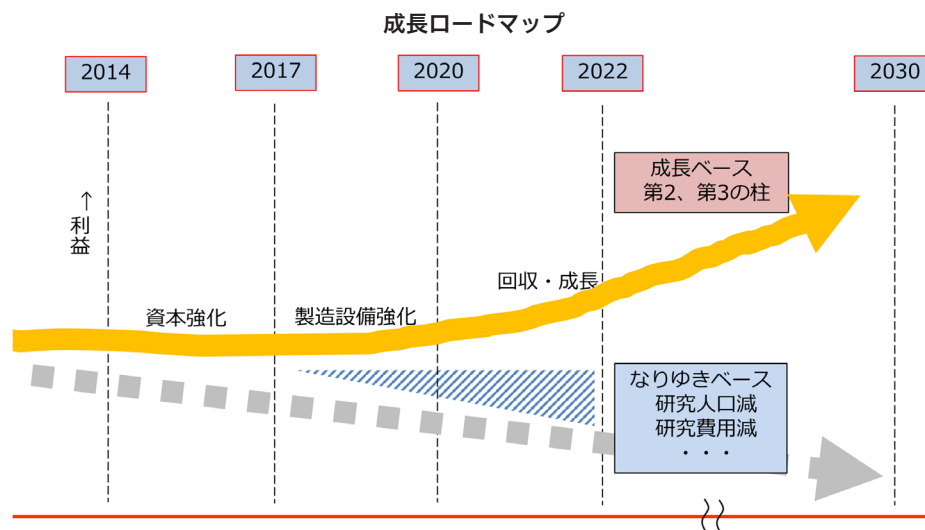 成長ロードマップ
2014
2017
2020
2022
2030
成長ベース
第2、第3の柱
↑利益
回収・成長
資本強化
製造設備強化
なりゆきベース
研究人口減
研究費用減
・・・